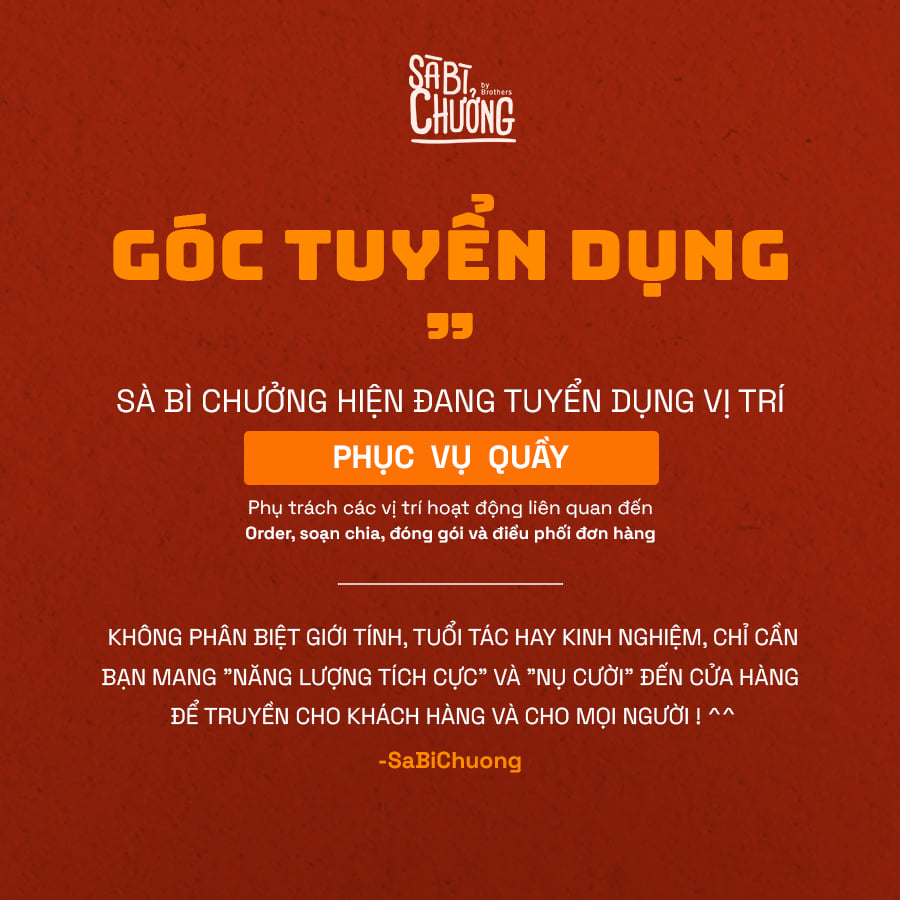 SÀ BÌ,
by
Brothers
CHƯỞNG
GÓC TUYỂN DỤNG
”
SÀ BÌ CHƯỞNG HIỆN ĐANG TUYỂN DỤNG VỊ TRÍ
PHỤC VỤ QUẦY
Phụ trách các vị trí hoạt động liên quan đến
Order, soạn chia, đóng gói và điều phối đơn hàng
KHÔNG PHÂN BIỆT GIỚI TÍNH, TUỔI TÁC HAY KINH NGHIỆM, CHỈ CẦN
BẠN MANG ”NĂNG LƯỢNG TÍCH CỰC” VÀ ”NỤ CƯỜI” ĐẾN CỬA HÀNG
ĐỂ TRUYỀN CHO KHÁCH HÀNG VÀ CHO MỌI NGƯỜI ! ^^
-SaBiChuong